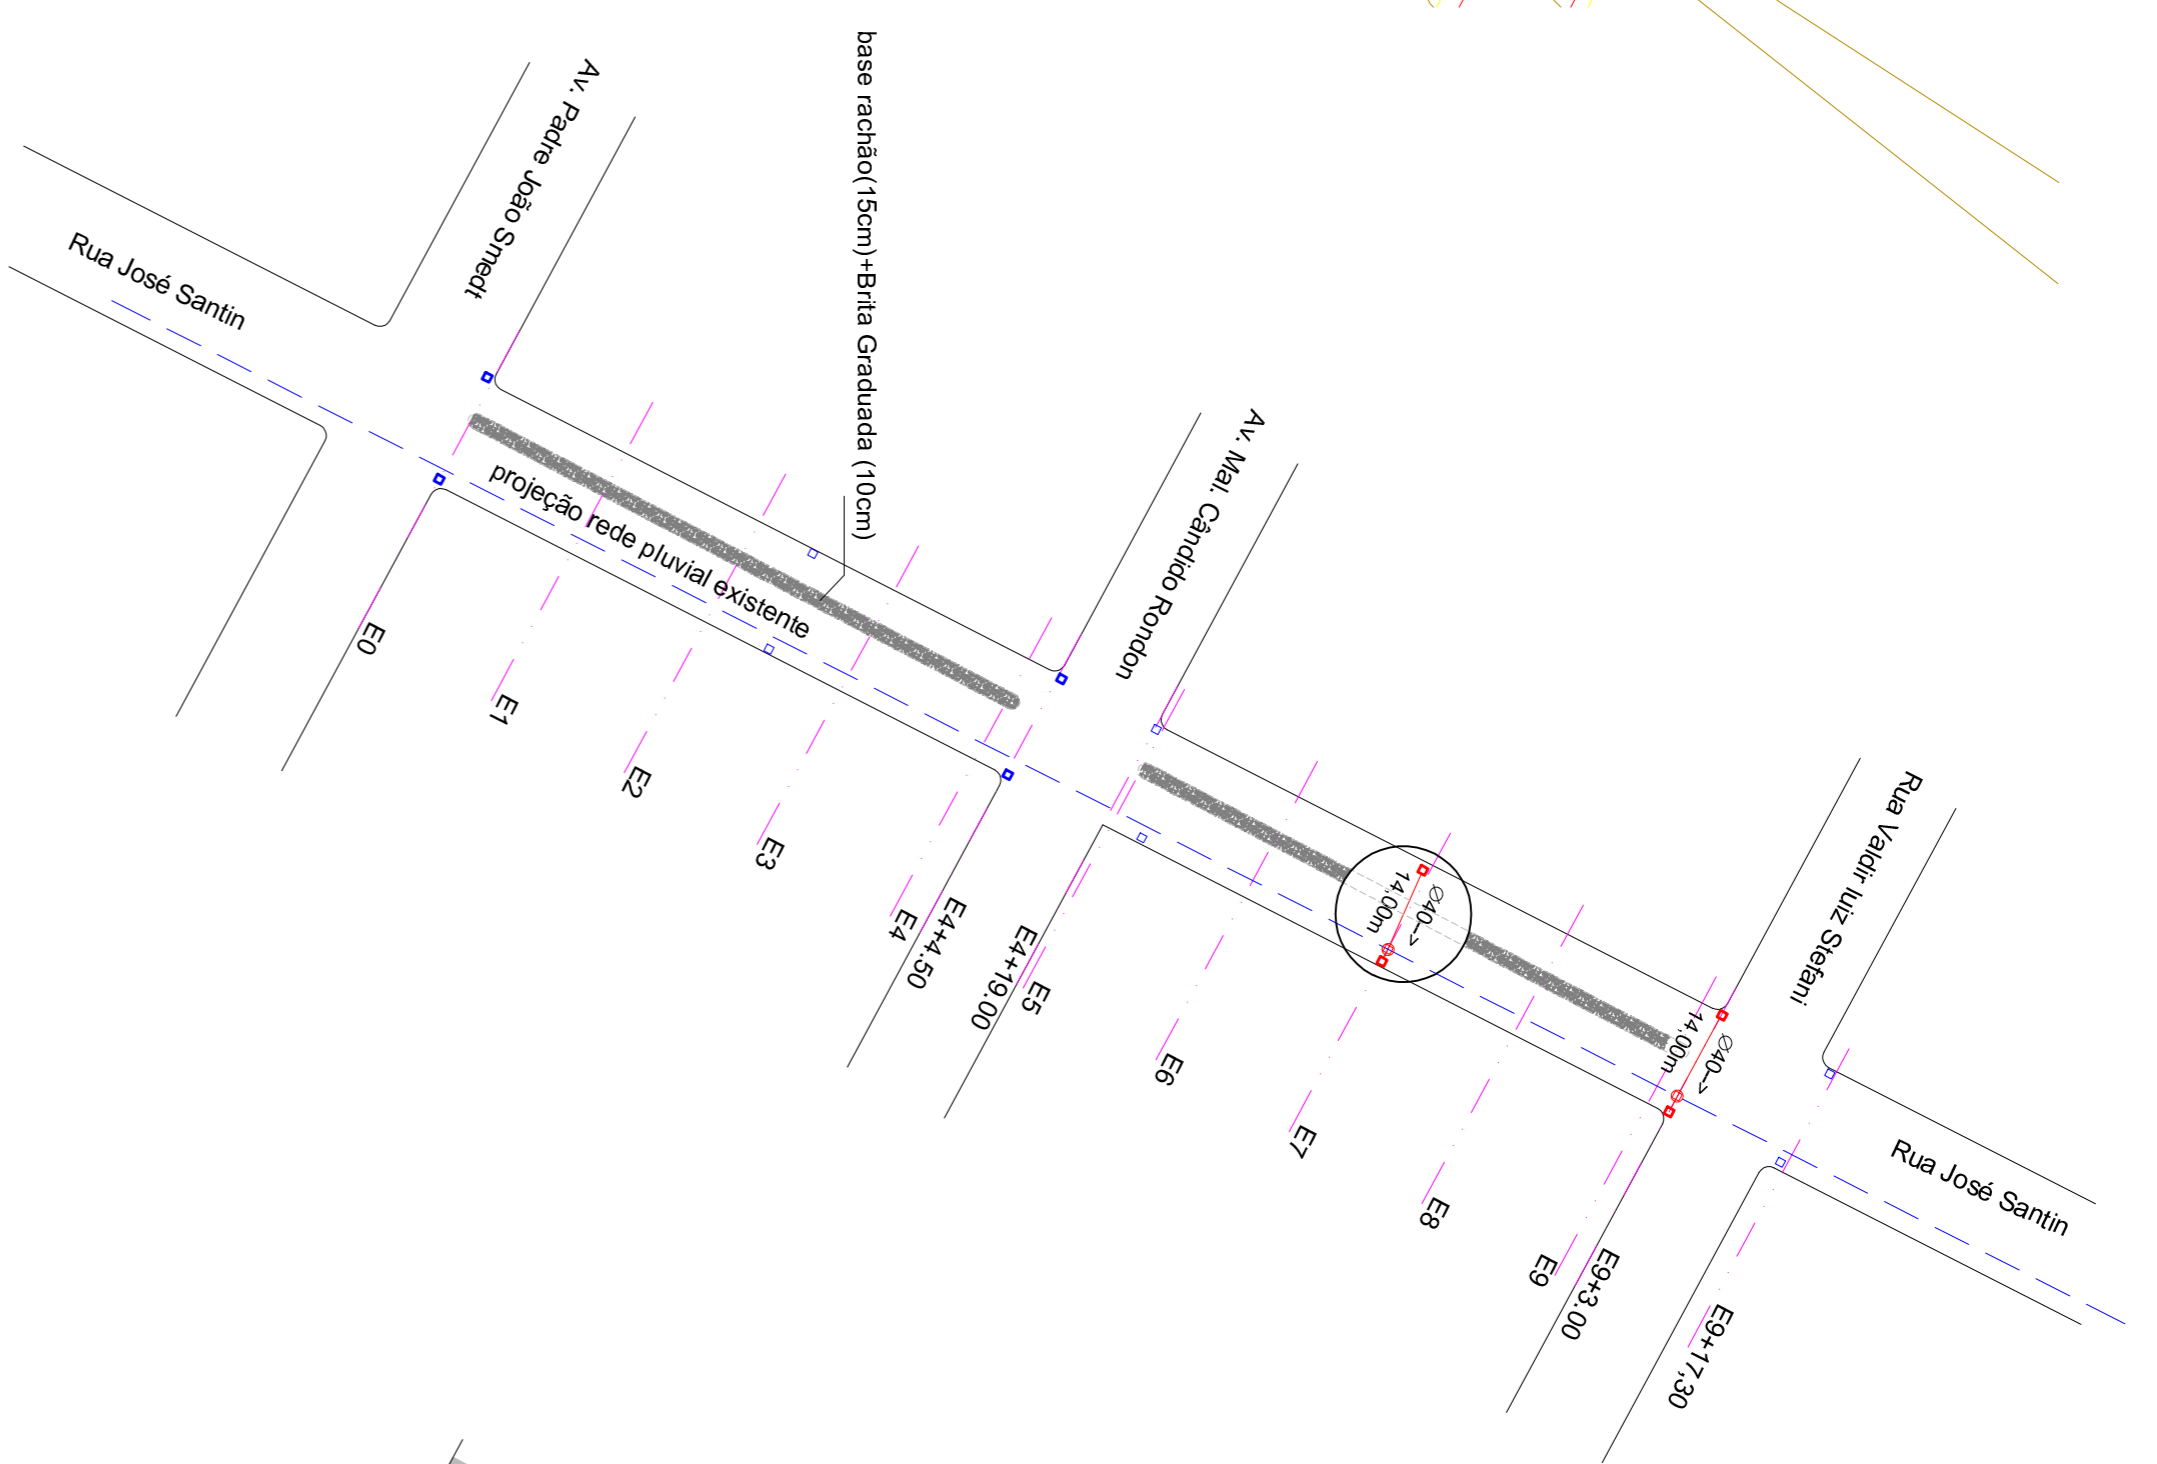 Av. Padre João Smedt
base rachão(15cm)+Brita Graduada (10cm)
Rua José Santin
projeção rede pluvial existente
Av. Mal. Cândido Rondon
Rua Valdir luiz Stefani
E0
E1
E2
E3
E4
E4+4.50
E4+19.00
E5
E6
E7
E8
E9
E9+3.00
E9+17,30
14,00m
Ø40->
14,00m
Ø40->
Rua José Santin